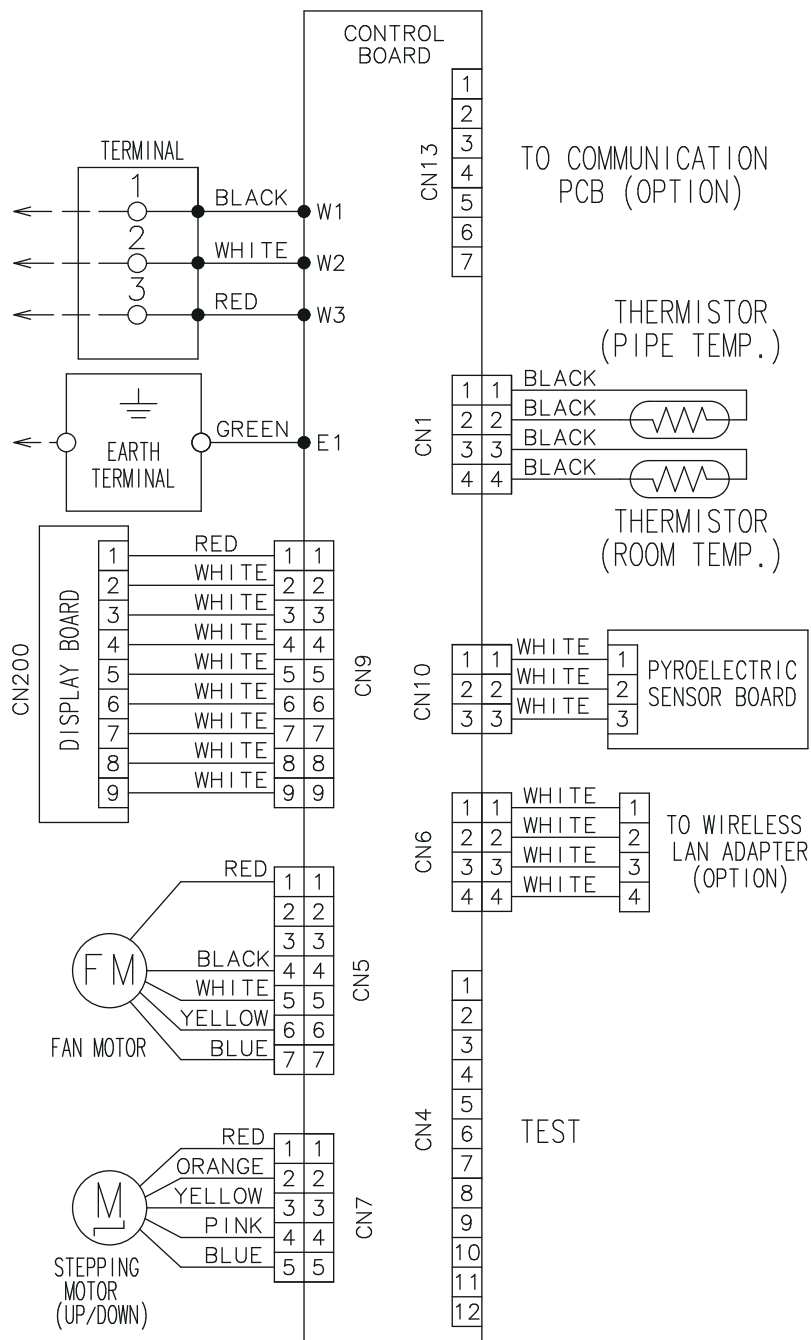 CONTROL
BOARD
CN13
1
2
3
4
5
6
7
TO COMMUNICATION
PCB (OPTION)
TERMINAL
1 BLACK W1
2 WHITE W2
3 RED W3
EARTH
TERMINAL
GREEN E1
THERMISTOR
(PIPE TEMP.)
CN1
1 1 BLACK
2 2 BLACK
3 3 BLACK
4 4 BLACK
THERMISTOR
(ROOM TEMP.)
CN200
DISPLAY BOARD
1 RED 1 1
2 WHITE 2 2
3 WHITE 3 3
4 WHITE 4 4
5 WHITE 5 5
6 WHITE 6 6
7 WHITE 7 7
8 WHITE 8 8
9 WHITE 9 9
CN9
CN10
1 1 WHITE 1
2 2 WHITE 2
3 3 WHITE 3
PYROELECTRIC
SENSOR BOARD
CN6
1 1 WHITE 1
2 2 WHITE 2
3 3 WHITE 3
4 4 WHITE 4
TO WIRELESS
LAN ADAPTER
(OPTION)
FM
FAN MOTOR
RED 1 1
2 2
3 3
BLACK 4 4
WHITE 5 5
YELLOW 6 6
BLUE 7 7
CN5
CN4
1
2
3
4
5
6
7
8
9
10
11
12
TEST
M
STEPPING
MOTOR
(UP/DOWN)
RED 1 1
ORANGE 2 2
YELLOW 3 3
PINK 4 4
BLUE 5 5
CN7